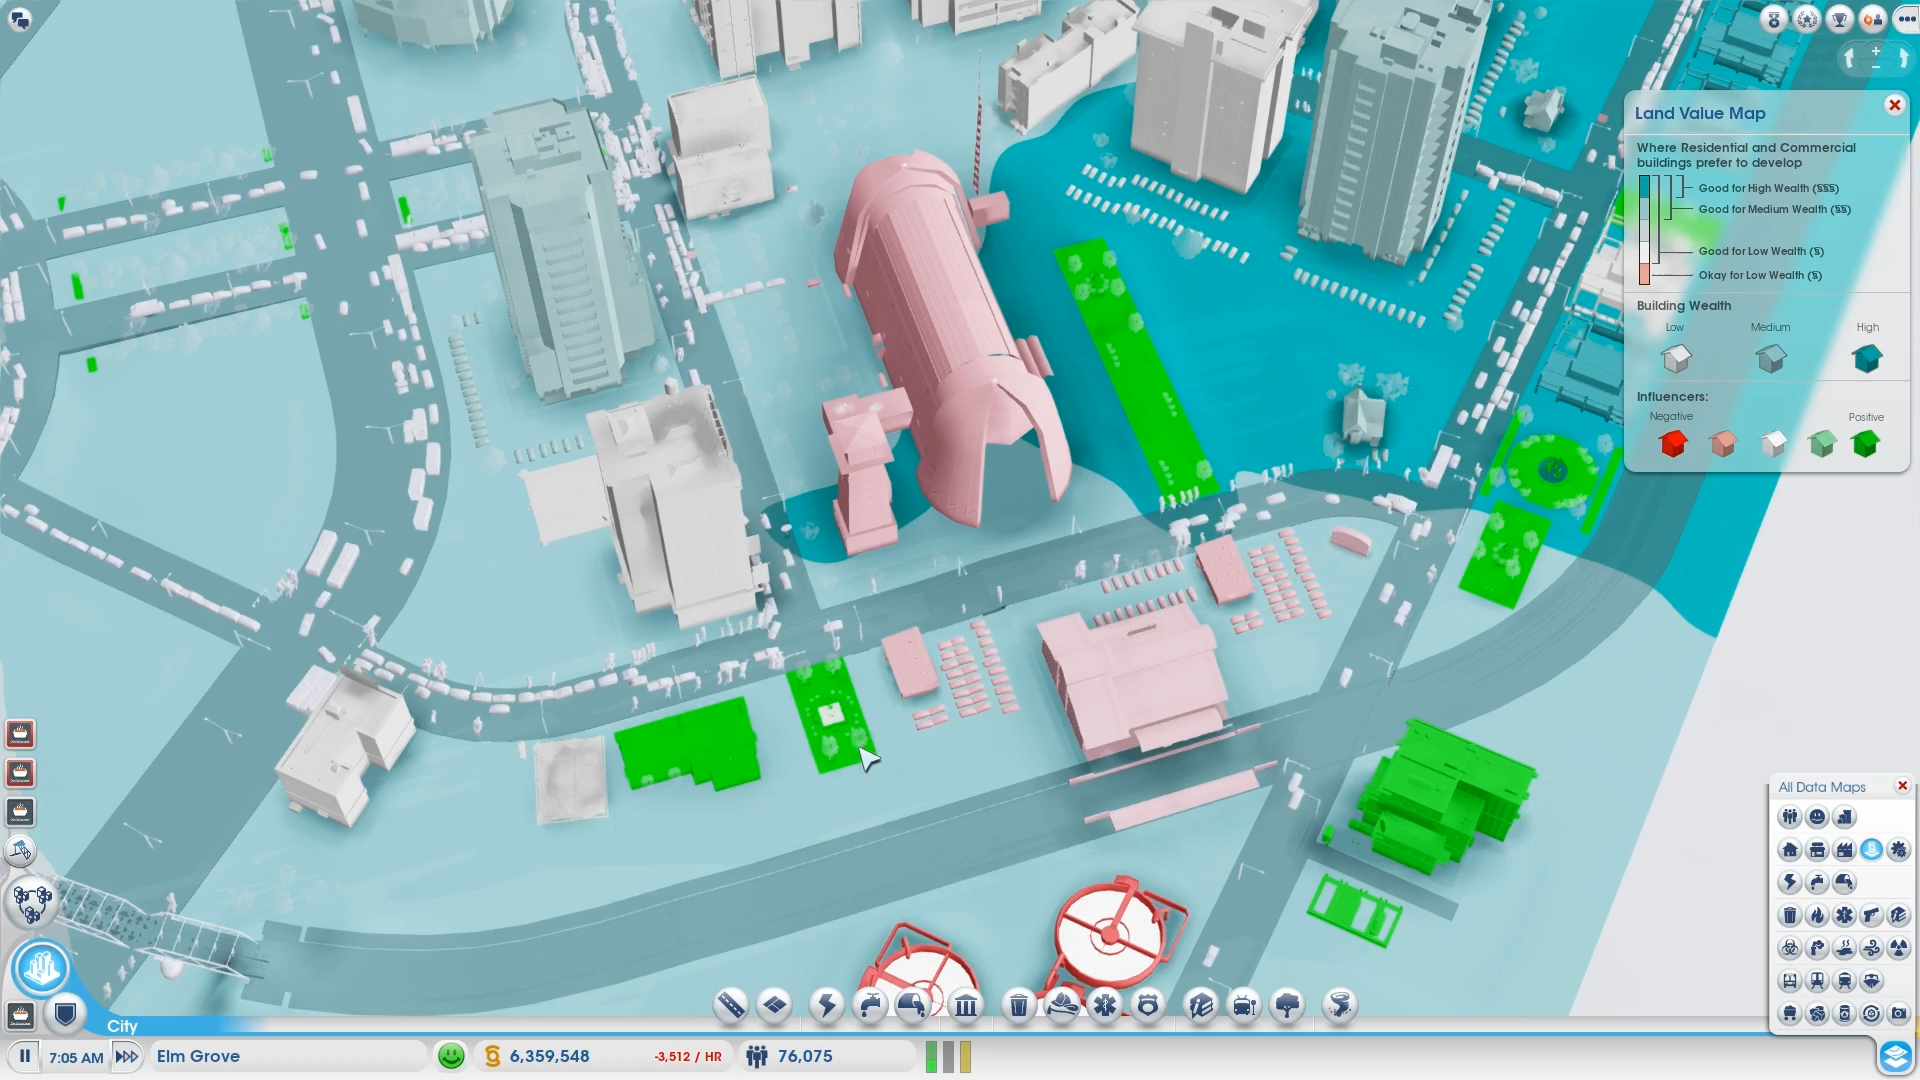 Land Value Map
Where Residential and Commercial
buildings prefer to develop
Good for High Wealth (§§§)
Good for Medium Wealth (§§)
Good for Low Wealth (§)
Okay for Low Wealth (§)
Building Wealth
Low Medium High
Influencers:
Negative Positive
All Data Maps
City
7:05 AM Elm Grove 6,359,548 -3,512 / HR 76,075